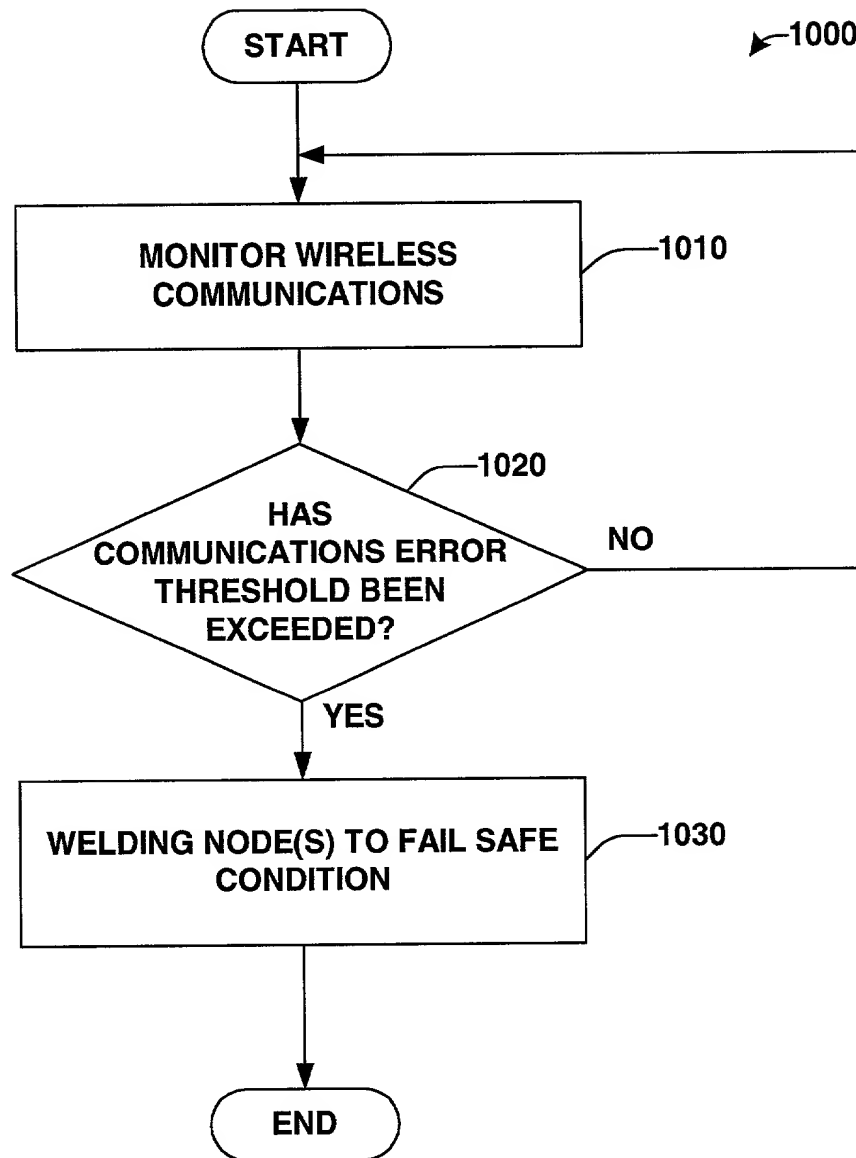 START
1000
MONITOR WIRELESS
COMMUNICATIONS
1010
1020
HAS
COMMUNICATIONS ERROR
THRESHOLD BEEN
EXCEEDED?
NO
YES
WELDING NODE(S) TO FAIL SAFE
CONDITION
1030
END